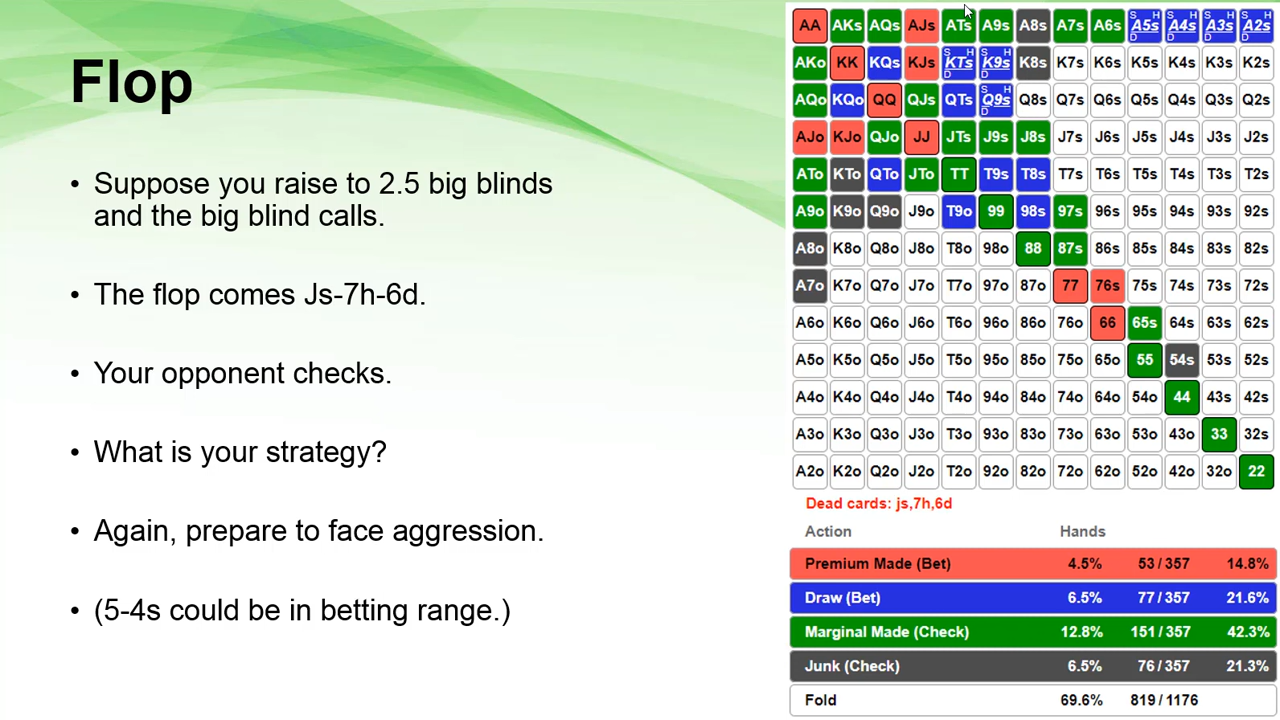 Flop
• Suppose you raise to 2.5 big blinds
and the big blind calls.
• The flop comes Js-7h-6d.
• Your opponent checks.
• What is your strategy?
• Again, prepare to face aggression.
• (5-4s could be in betting range.)
AA AKs AQs AJs ATs A9s A8s A7s A6s S H A5s D S H A4s D S H A3s D S H A2s D
AKo KK KQs KJs S H KTs D S H K9s D K8s K7s K6s K5s K4s K3s K2s
AQo KQo QQ QJs QTs S H Q9s D Q8s Q7s Q6s Q5s Q4s Q3s Q2s
AJo KJo QJo JJ JTs J9s J8s J7s J6s J5s J4s J3s J2s
ATo KTo QTo JTo TT T9s T8s T7s T6s T5s T4s T3s T2s
A9o K9o Q9o J9o T9o 99 98s 97s 96s 95s 94s 93s 92s
A8o K8o Q8o J8o T8o 98o 88 87s 86s 85s 84s 83s 82s
A7o K7o Q7o J7o T7o 97o 87o 77 76s 75s 74s 73s 72s
A6o K6o Q6o J6o T6o 96o 86o 76o 66 65s 64s 63s 62s
A5o K5o Q5o J5o T5o 95o 85o 75o 65o 55 54s 53s 52s
A4o K4o Q4o J4o T4o 94o 84o 74o 64o 54o 44 43s 42s
A3o K3o Q3o J3o T3o 93o 83o 73o 63o 53o 43o 33 32s
A2o K2o Q2o J2o T2o 92o 82o 72o 62o 52o 42o 32o 22
Dead cards: js,7h,6d
Action Hands
Premium Made (Bet) 4.5% 53 / 357 14.8%
Draw (Bet) 6.5% 77 / 357 21.6%
Marginal Made (Check) 12.8% 151 / 357 42.3%
Junk (Check) 6.5% 76 / 357 21.3%
Fold 69.6% 819 / 1176